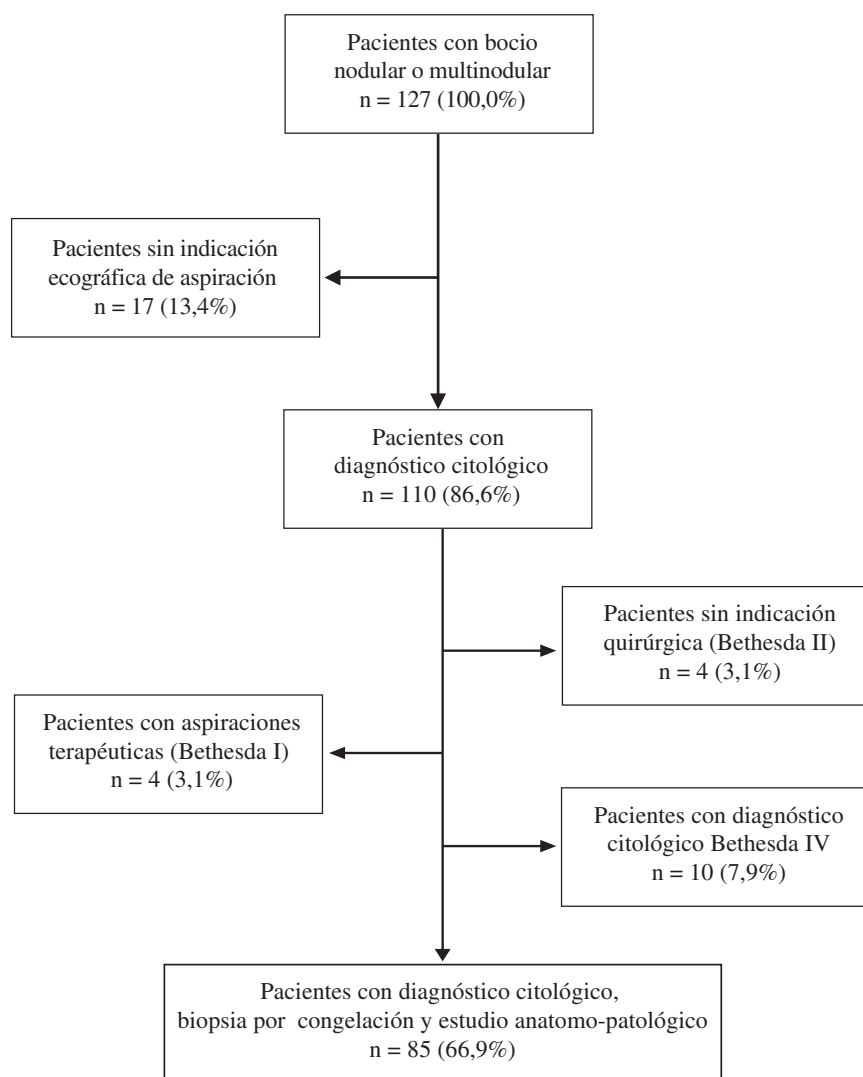 Pacientes con bocio
nodular o multinodular
n = 127 (100,0%)
Pacientes sin indicación
ecográfica de aspiración
n = 17 (13,4%)
Pacientes con
diagnóstico citológico
n = 110 (86,6%)
Pacientes sin indicación
quirúrgica (Bethesda II)
n = 4 (3,1%)
Pacientes con aspiraciones
terapéuticas (Bethesda I)
n = 4 (3,1%)
Pacientes con diagnóstico
citológico Bethesda IV
n = 10 (7,9%)
Pacientes con diagnóstico citológico,
biopsia por congelación y estudio anatomo-patológico
n = 85 (66,9%)